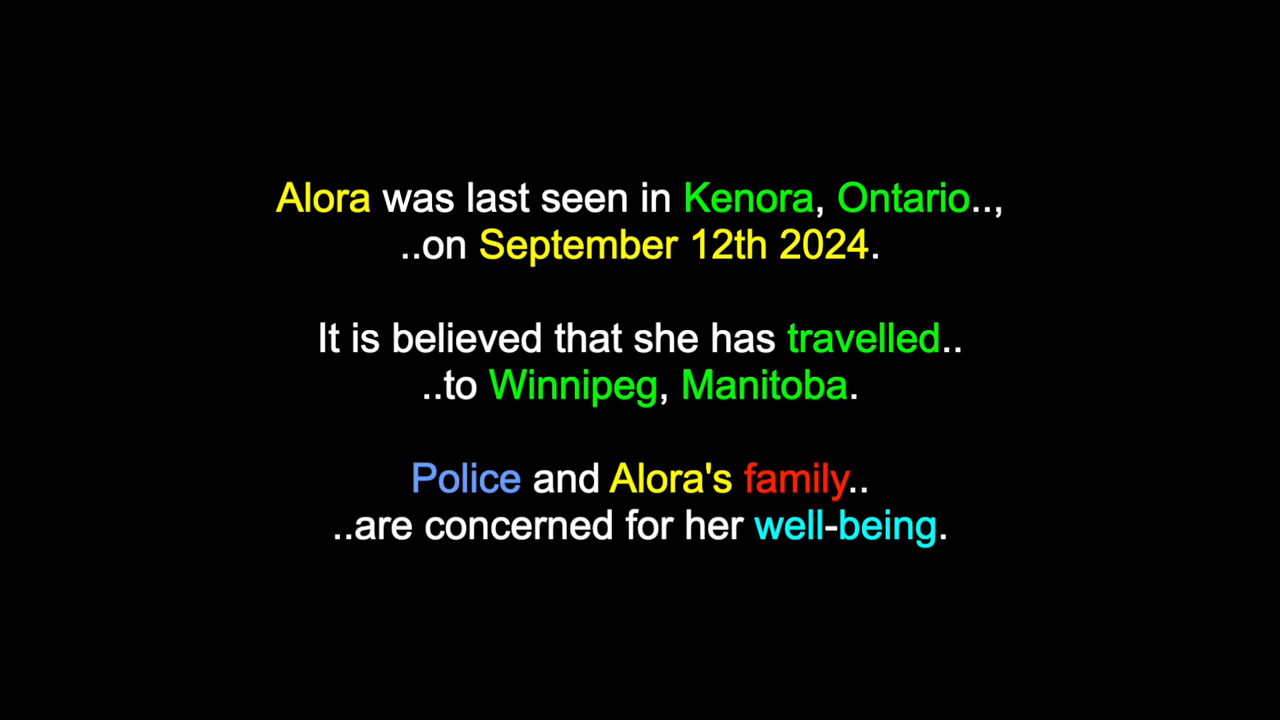 Alora was last seen in Kenora, Ontario..,
..on September 12th 2024.
It is believed that she has travelled..
..to Winnipeg, Manitoba.
Police and Alora's family..
..are concerned for her well-being.